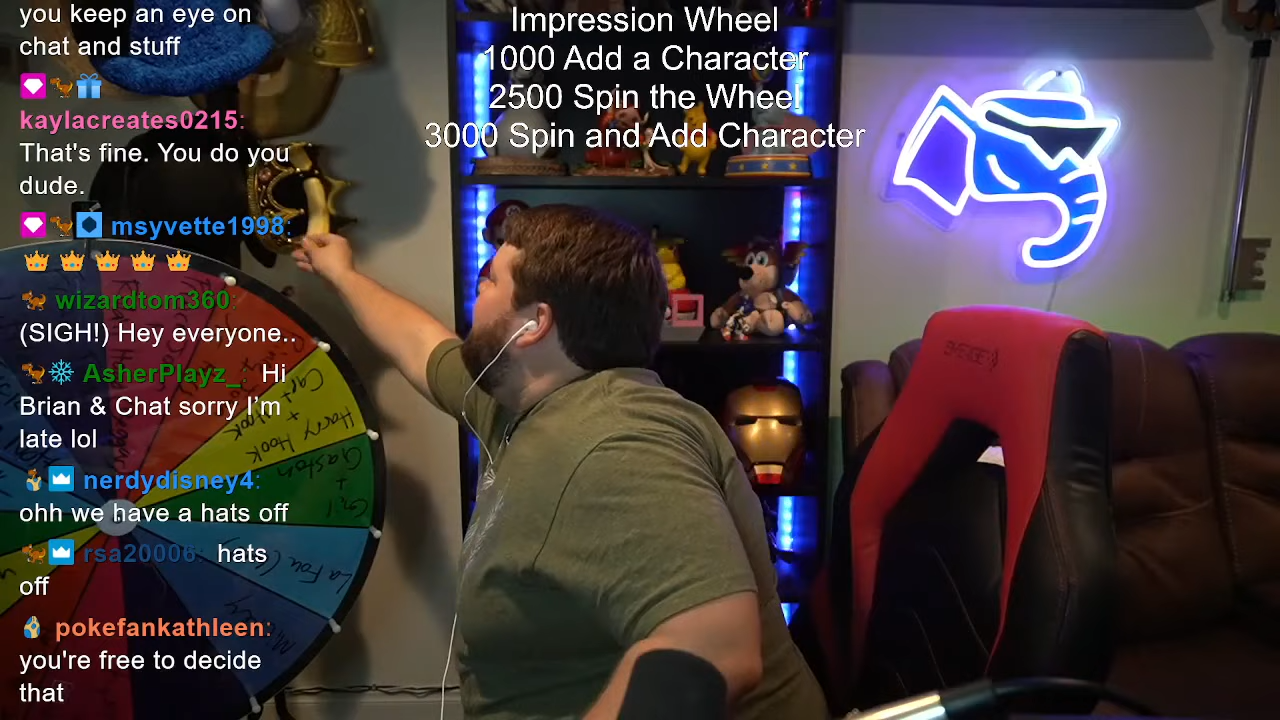 you keep an eye on
chat and stuff
kaylacreates0215:
That's fine. You do you
dude.
msyvette1998:
wizardtom360:
(SIGH!) Hey everyone..
AsherPlayz_: Hi
Brian & Chat sorry I'm
late lol
nerdydisney4:
ohh we have a hats off
rsa20006: hats
off
pokefankathleen:
you're free to decide
that
Impression Wheel
1000 Add a Character
2500 Spin the Wheel
3000 Spin and Add Character
Harry Hook
Gaston
+
La Fou